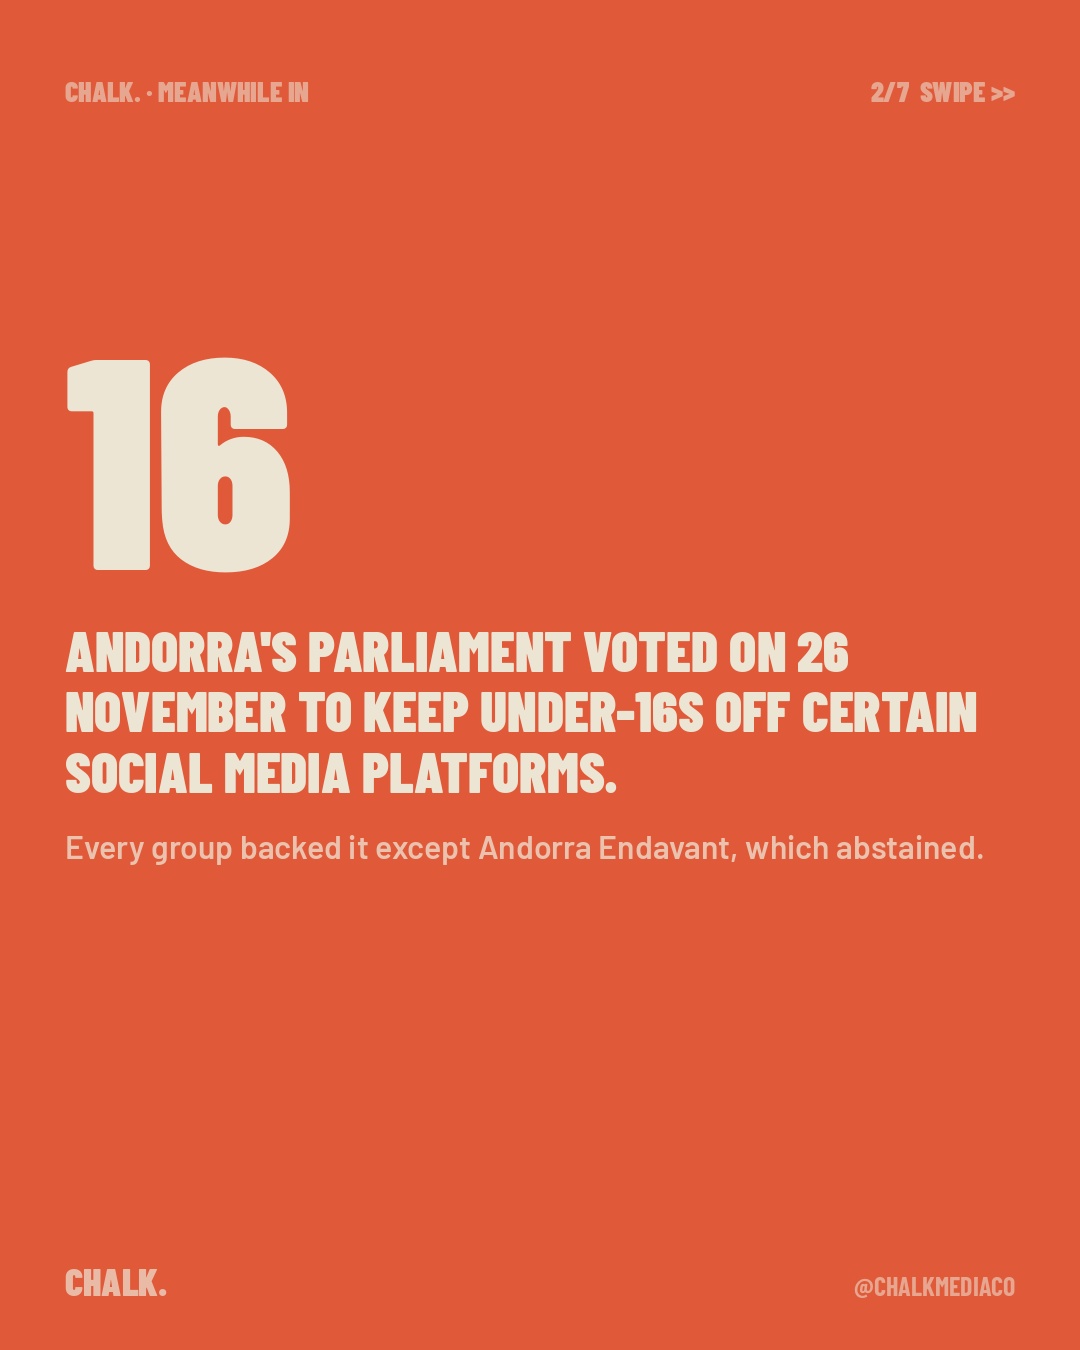 CHALK. · MEANWHILE IN
2/7 SWIPE >>
16
ANDORRA'S PARLIAMENT VOTED ON 26
NOVEMBER TO KEEP UNDER-16S OFF CERTAIN
SOCIAL MEDIA PLATFORMS.
Every group backed it except Andorra Endavant, which abstained.
CHALK.
@CHALKMEDIACO